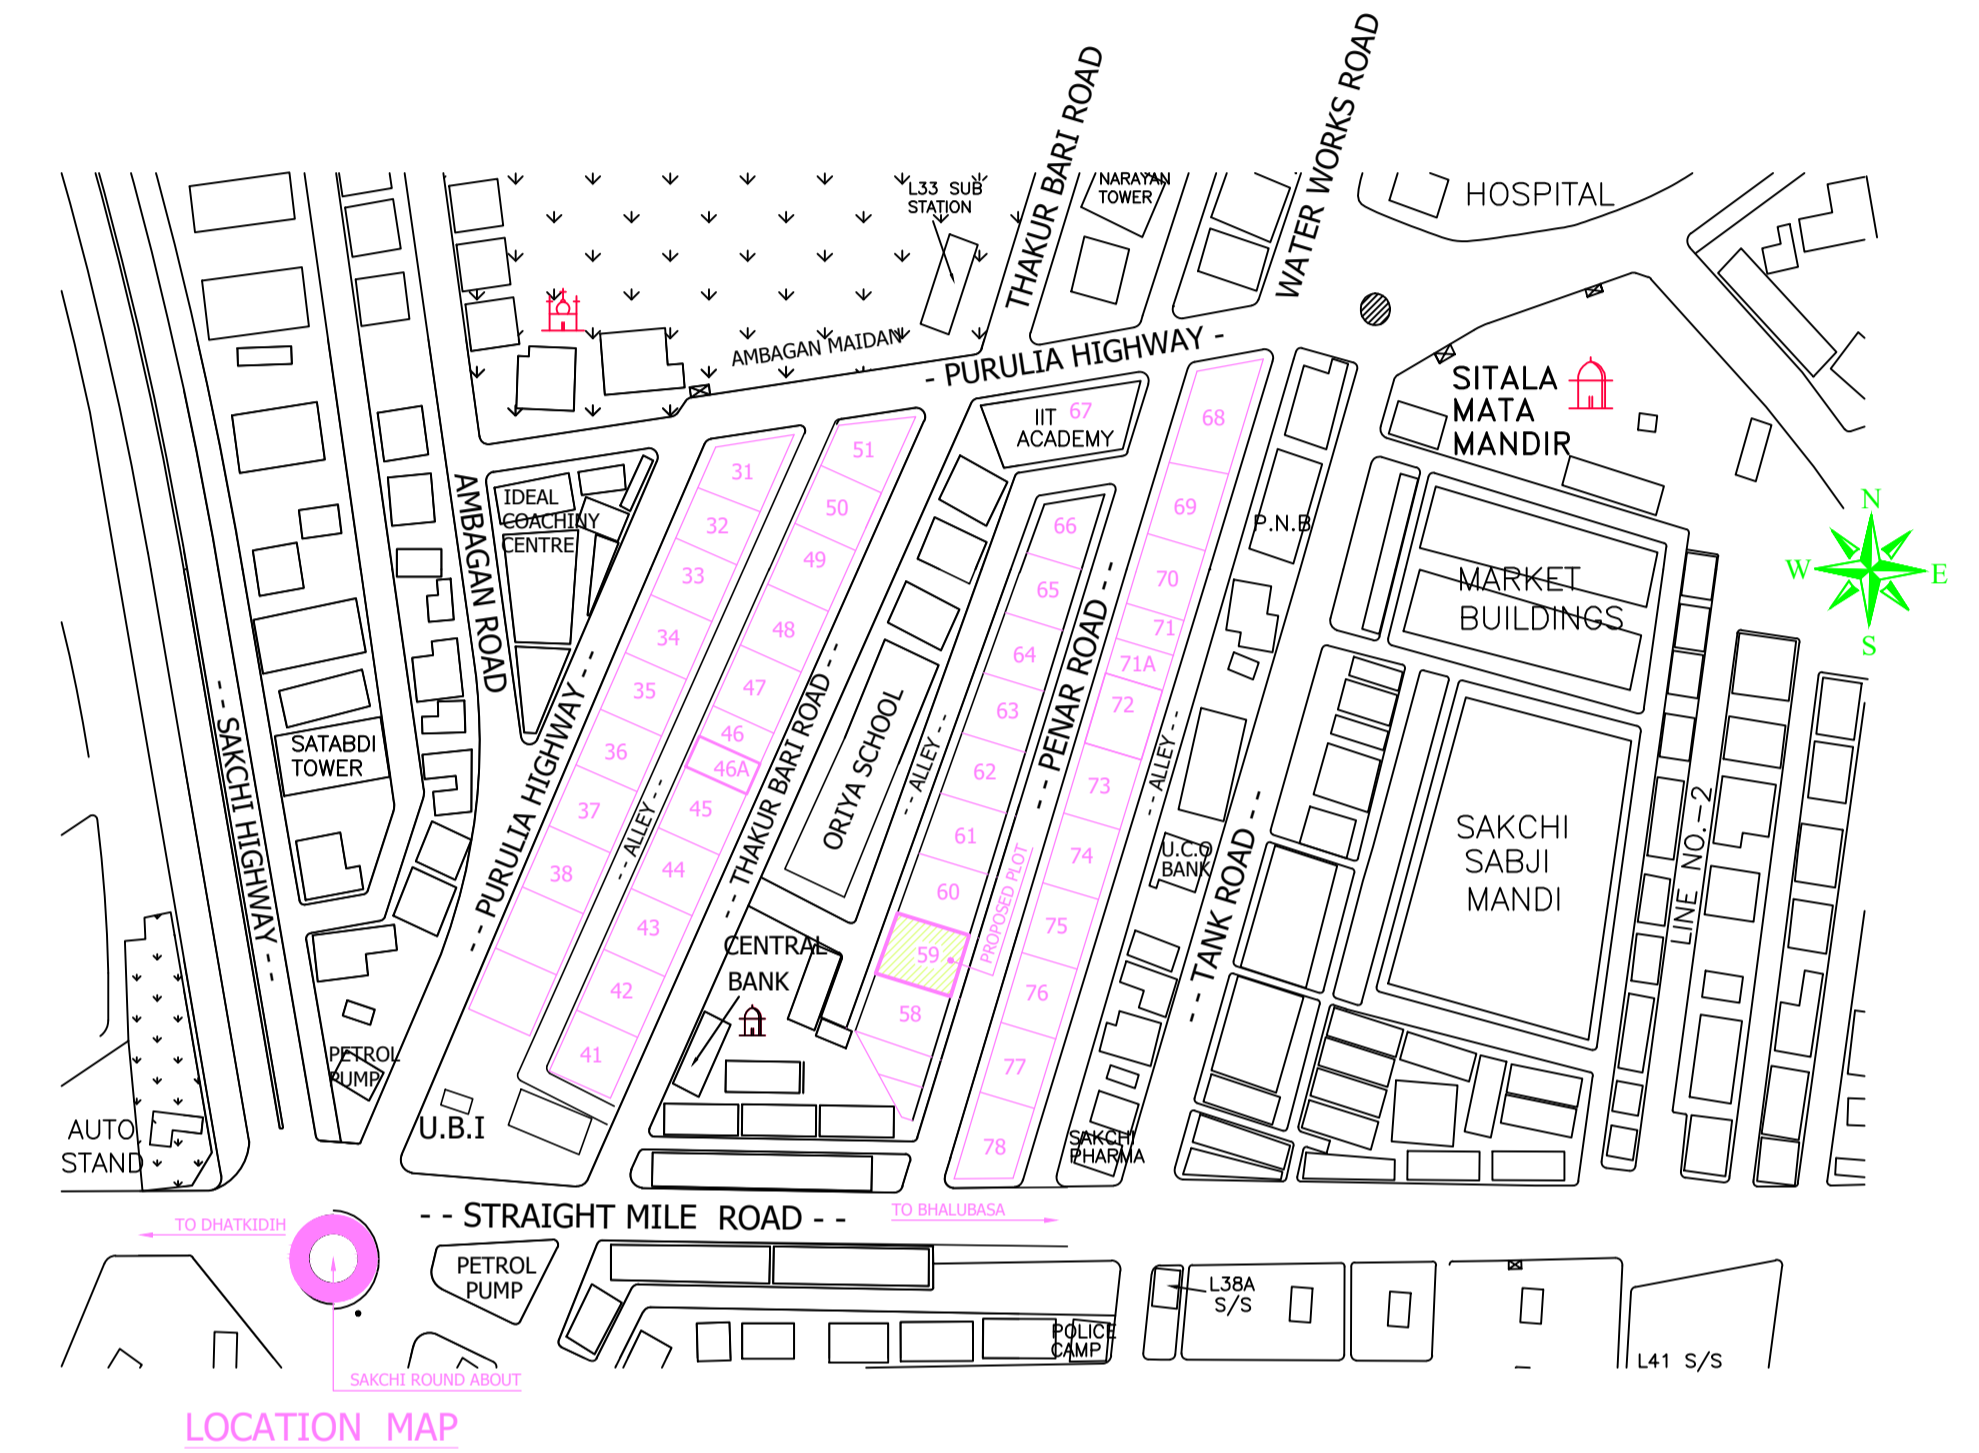 THAKUR BARI ROAD
WATER WORKS ROAD
L33 SUB
STATION
NARAYAN
TOWER
HOSPITAL
AMBAGAN MAIDAN
- PURULIA HIGHWAY -
SITALA
MATA
MANDIR
IIT
ACADEMY
67
68
69
70
71
71A
72
73
74
75
76
77
78
51
50
49
48
47
46
46A
45
44
43
42
41
31
32
33
34
35
36
37
38
66
65
64
63
62
61
60
59
58
PROPOSED PLOT
IDEAL
COACHINY
CENTRE
AMBAGAN ROAD
P.N.B
MARKET
BUILDINGS
N
W
E
S
- - SAKCHI HIGHWAY - -
SATABDI
TOWER
- - PURULIA HIGHWAY - -
- - ALLEY - -
- - THAKUR BARI ROAD - -
ORIYA SCHOOL
- - ALLEY - -
- - PENAR ROAD - -
- - ALLEY - -
U.C.O
BANK
- - TANK ROAD - -
SAKCHI
SABJI
MANDI
LINE NO.-2
CENTRAL
BANK
PETROL
PUMP
AUTO
STAND
U.B.I
SAKCHI
PHARMA
- - STRAIGHT MILE ROAD - -
TO DHATKIDIH
TO BHALUBASA
PETROL
PUMP
L38A
S/S
POLICE
CAMP
L41 S/S
SAKCHI ROUND ABOUT
LOCATION MAP